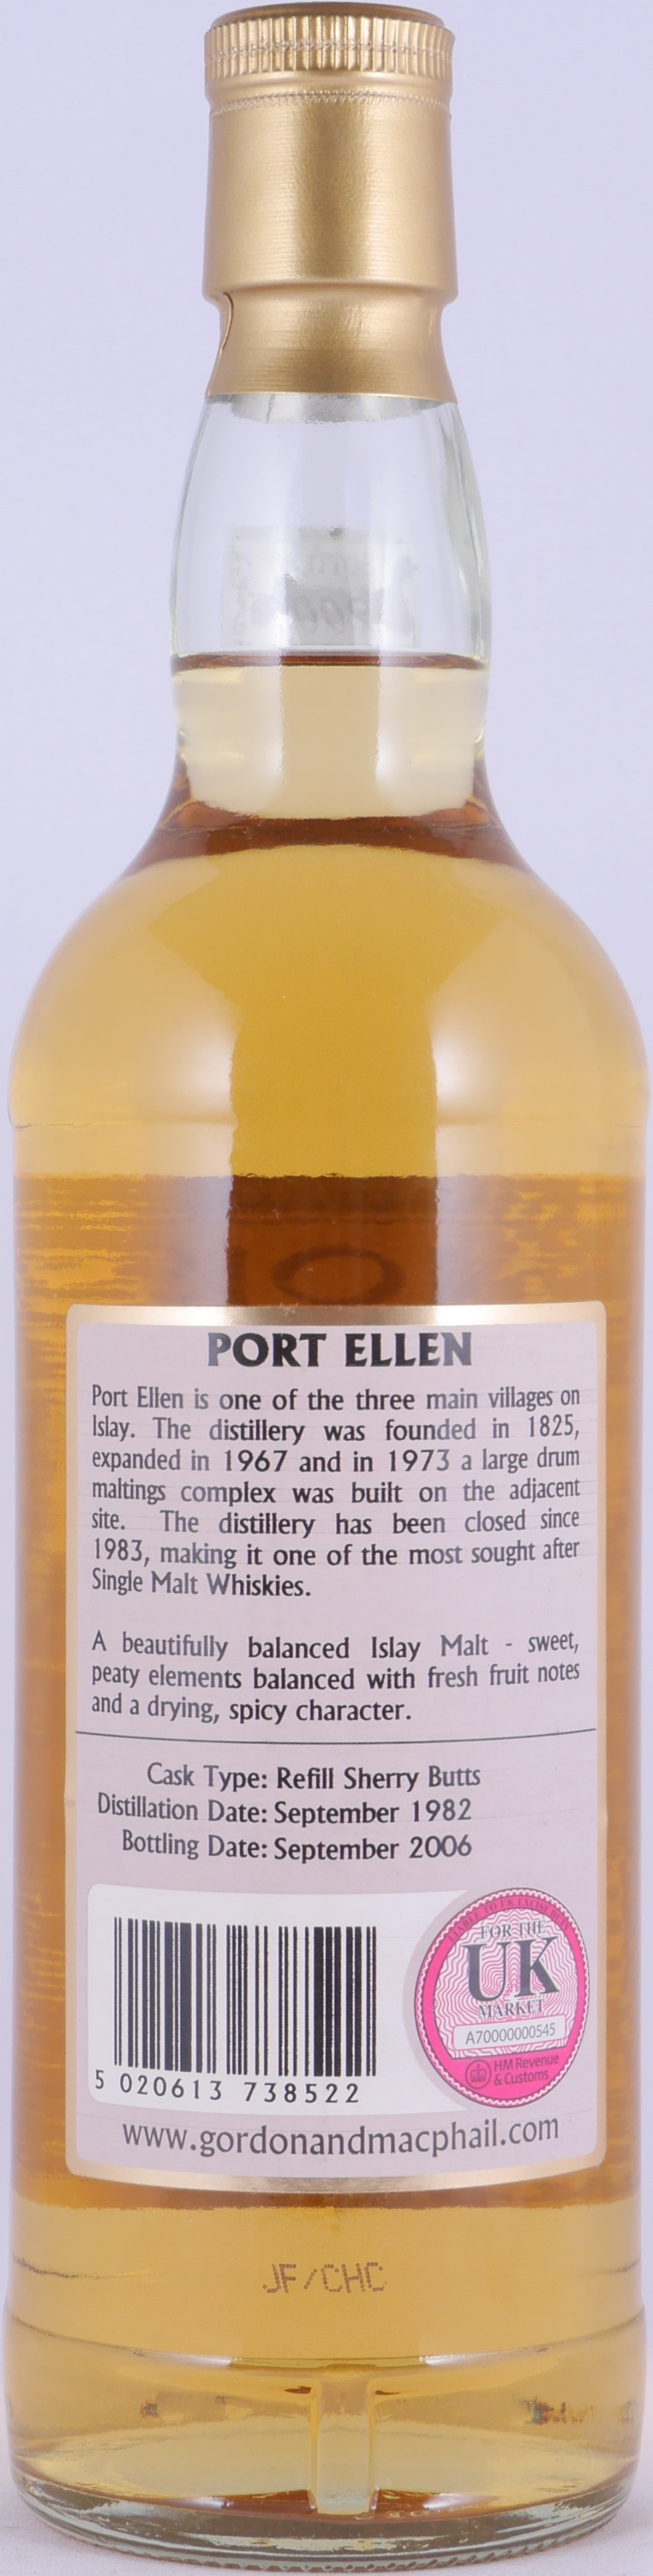 PORT ELLEN
Port Ellen is one of the three main villages on
Islay. The distillery was founded in 1825,
expanded in 1967 and in 1973 a large drum
maltings complex was built on the adjacent
site. The distillery has been closed since
1983, making it one of the most sought after
Single Malt Whiskies.
A beautifully balanced Islay Malt - sweet,
peaty elements balanced with fresh fruit notes
and a drying, spicy character.
Cask Type: Refill Sherry Butts
Distillation Date: September 1982
Bottling Date: September 2006
LIABLE TO UK EXCISE DUTY
FOR THE
UK
MARKET
A70000000545
HM Revenue
& Customs
5 020613 738522
www.gordonandmacphail.com
JF/CHC